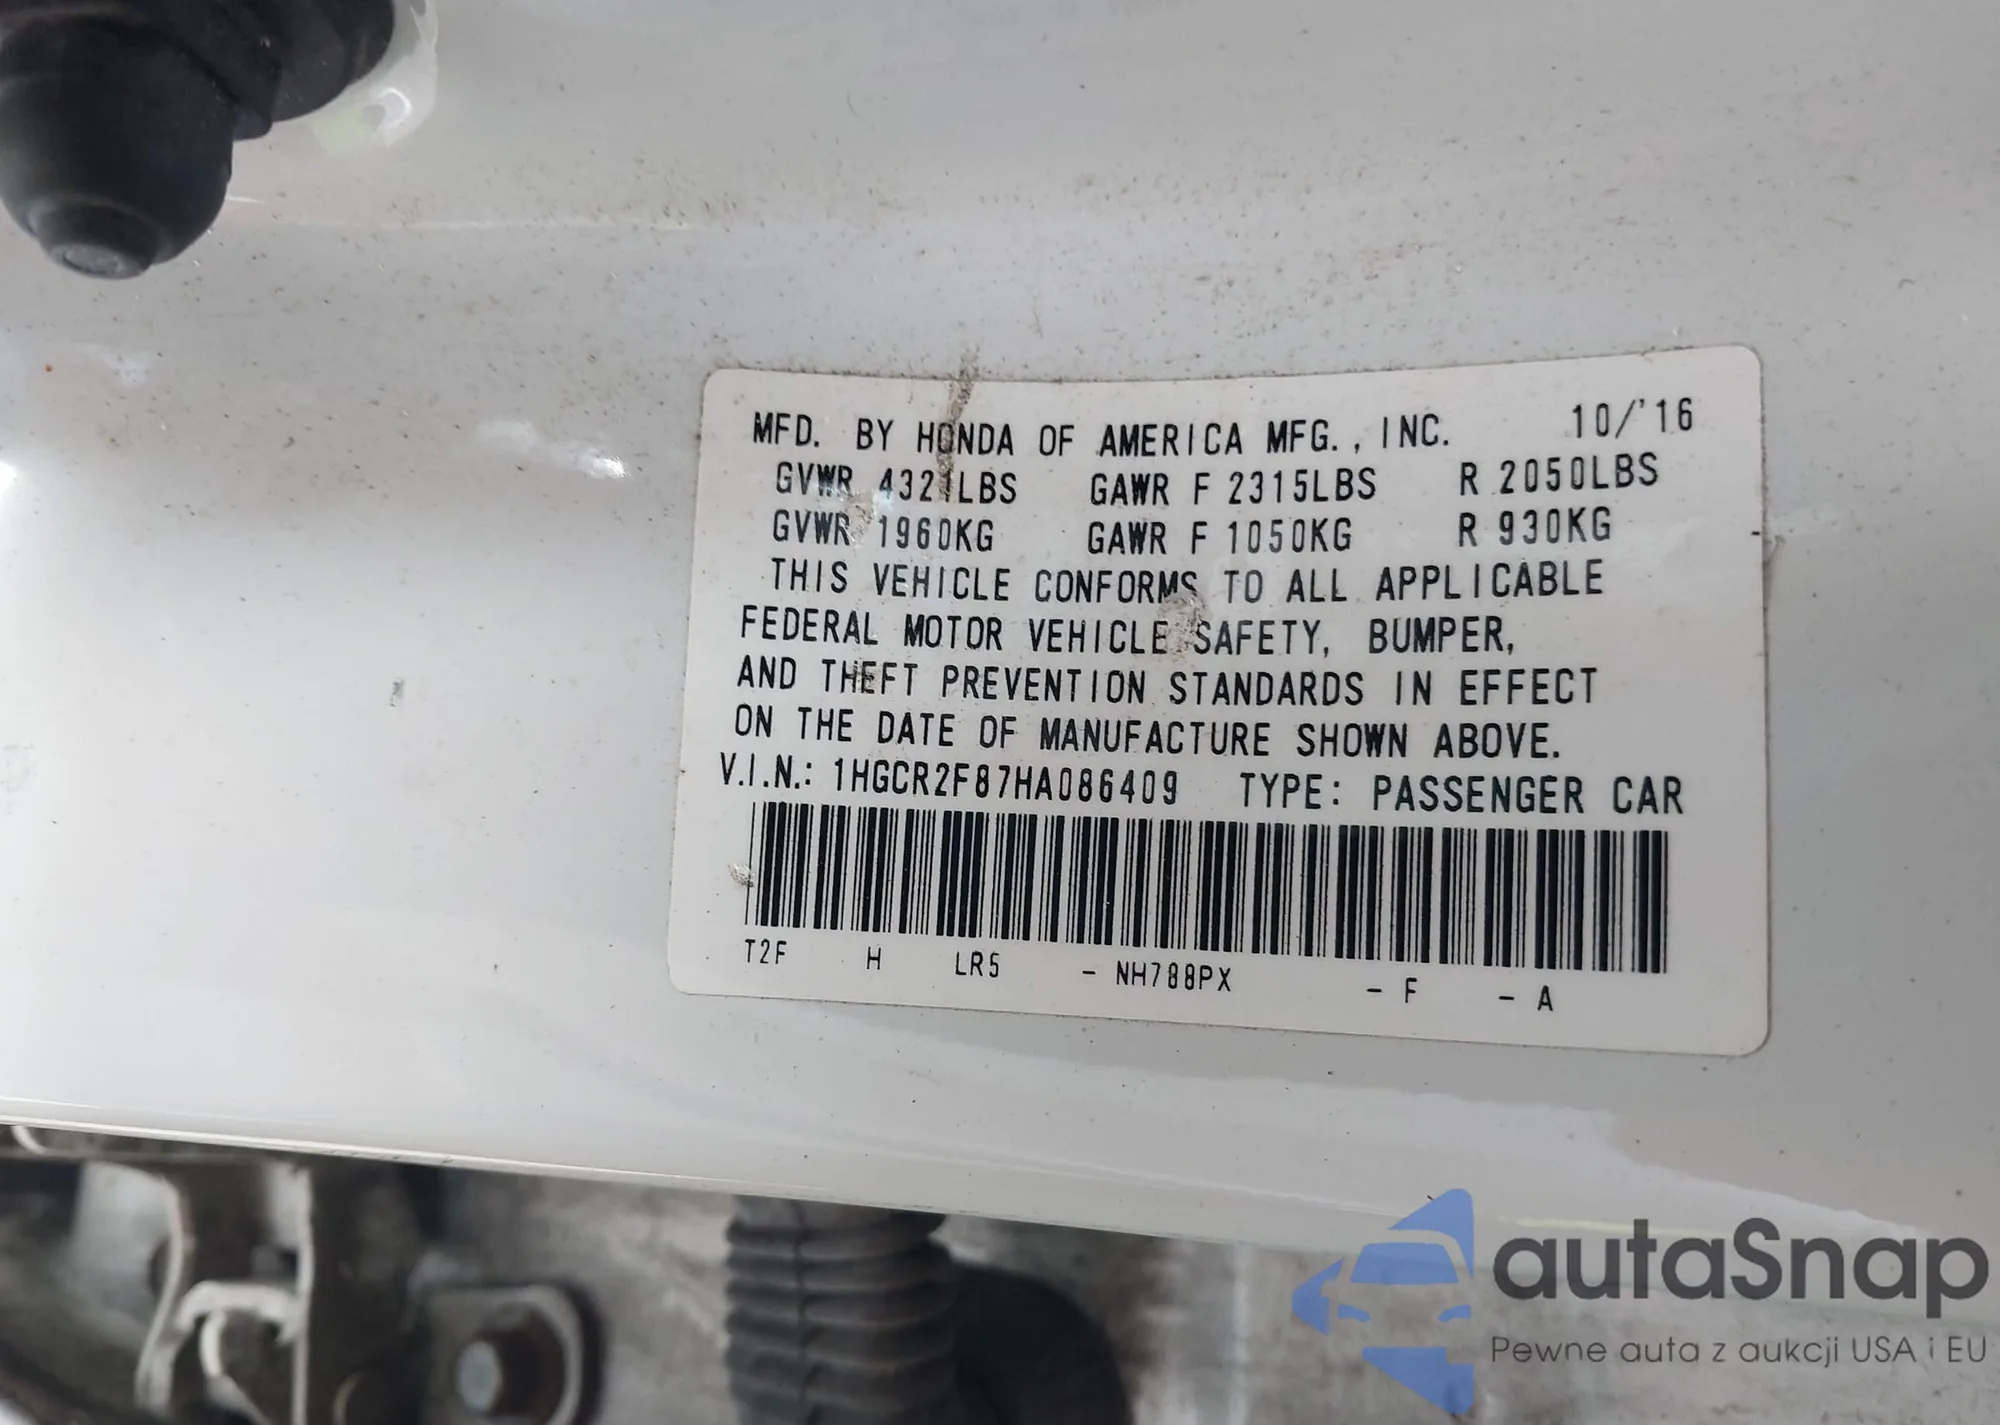 MFD. BY HONDA OF AMERICA MFG., INC. 10/'16
GVWR 4321LBS GAWR F 2315LBS R 2050LBS
GVWR 1960KG GAWR F 1050KG R 930KG
THIS VEHICLE CONFORMS TO ALL APPLICABLE
FEDERAL MOTOR VEHICLE SAFETY, BUMPER,
AND THEFT PREVENTION STANDARDS IN EFFECT
ON THE DATE OF MANUFACTURE SHOWN ABOVE.
V.I.N.: 1HGCR2F87HA086409 TYPE: PASSENGER CAR
T2F H LR5 - NH788PX - F - A
autaSnap
Pewne auta z aukcji USA i EU